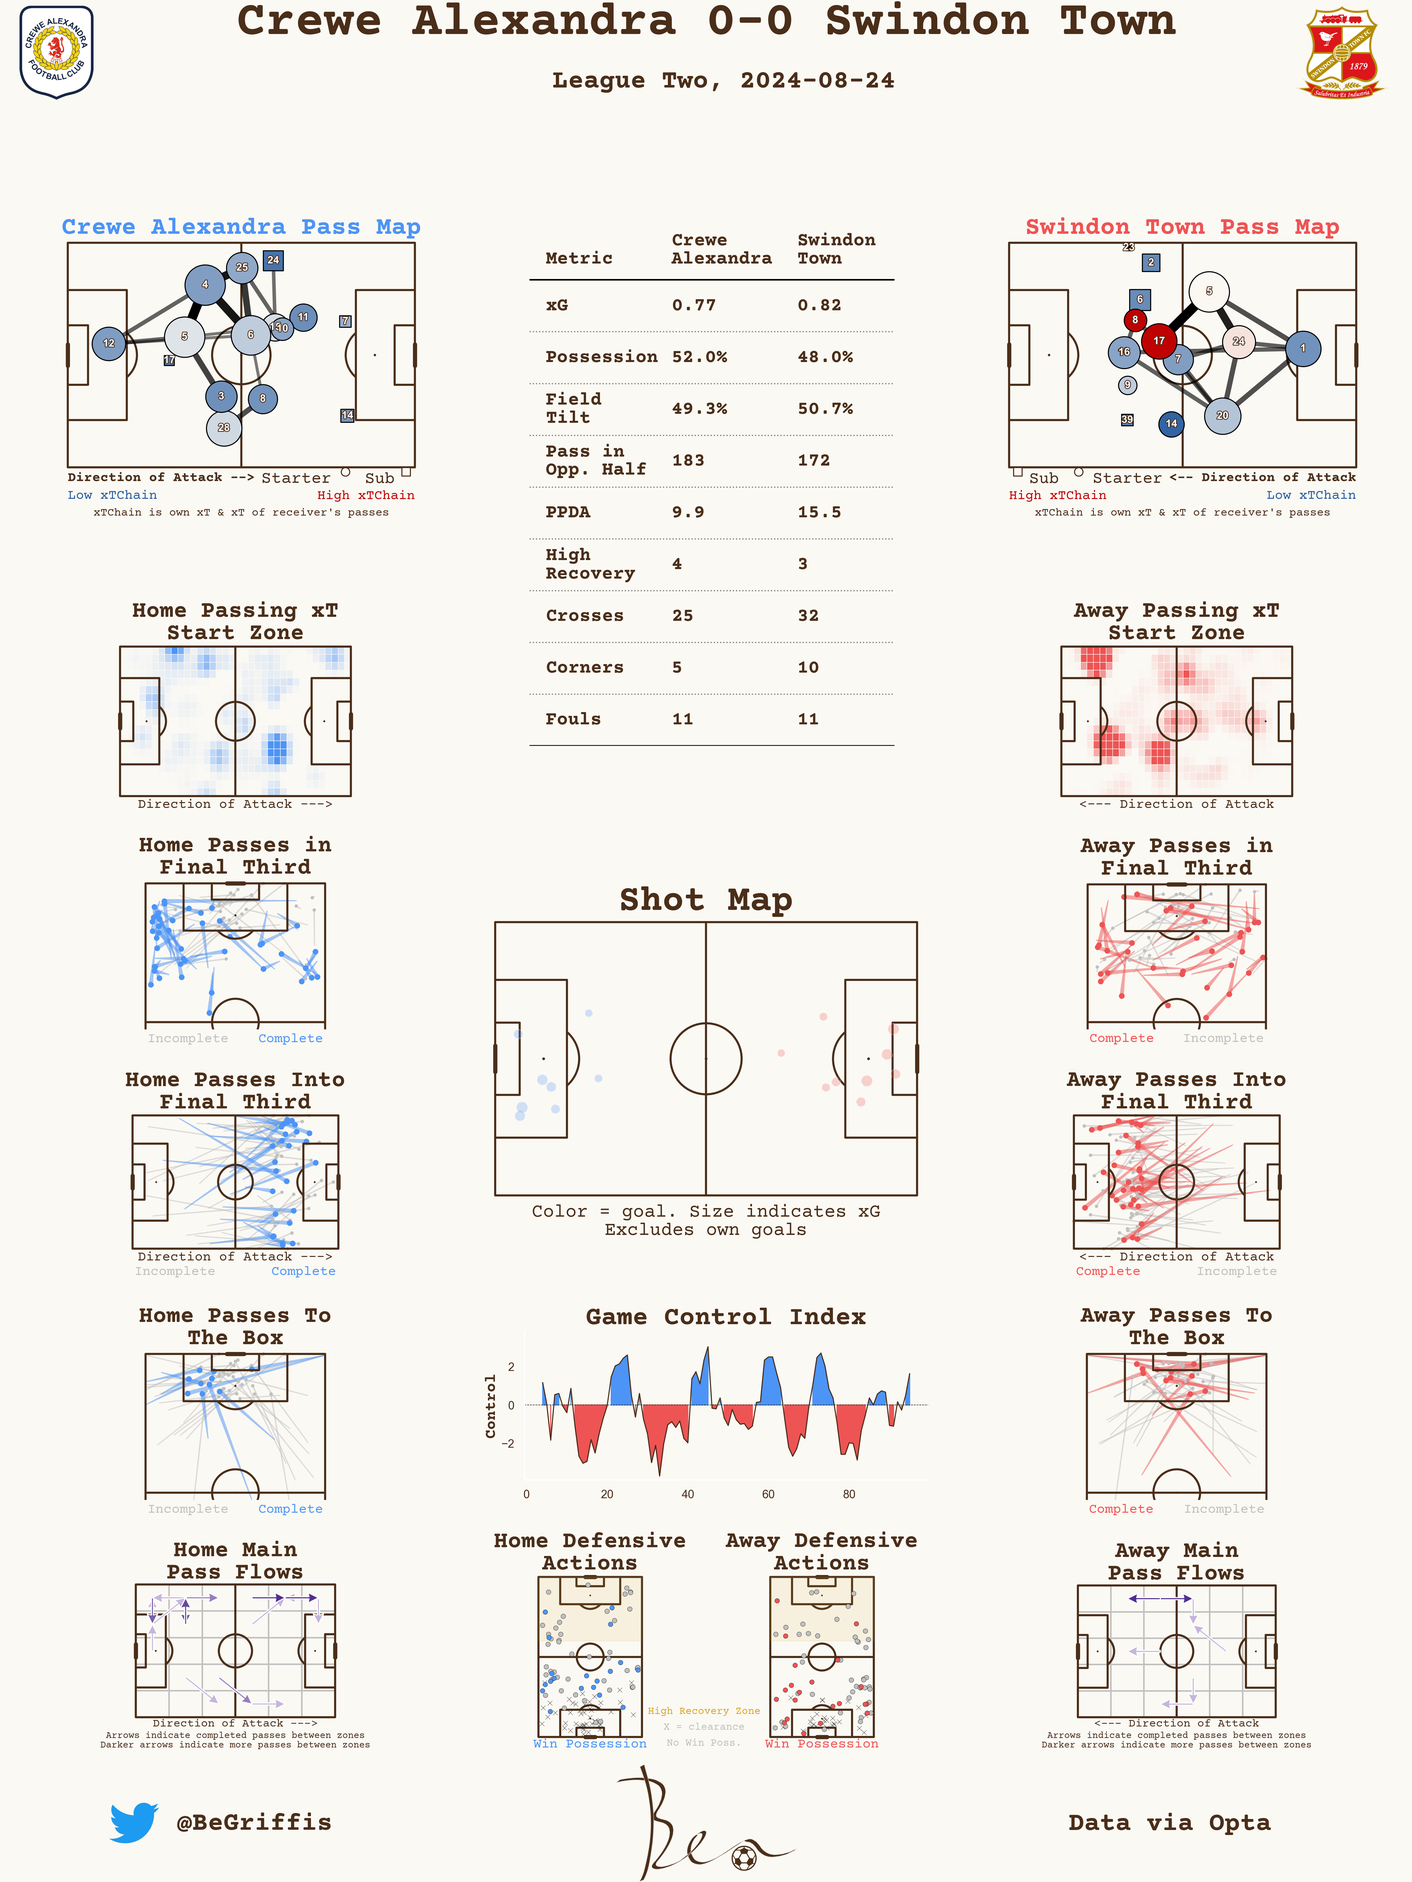 Crewe Alexandra 0-0 Swindon Town
League Two, 2024-08-24
CREWE ALEXANDRA
FOOTBALL CLUB
SWINDON TOWN FC
1879
Salubritas Et Industria
Crewe Alexandra Pass Map
4
25
24
5
6
10
11
7
12
17
3
8
28
14
Direction of Attack --> Starter Sub
Low xTChain High xTChain
xTChain is own xT & xT of receiver's passes
Metric Crewe Alexandra Swindon Town
xG 0.77 0.82
Possession 52.0% 48.0%
Field Tilt 49.3% 50.7%
Pass in Opp. Half 183 172
PPDA 9.9 15.5
High Recovery 4 3
Crosses 25 32
Corners 5 10
Fouls 11 11
Swindon Town Pass Map
23
2
5
6
8
17
24
1
16
7
9
39
14
20
Sub Starter <-- Direction of Attack
High xTChain Low xTChain
xTChain is own xT & xT of receiver's passes
Home Passing xT
Start Zone
Direction of Attack --->
Away Passing xT
Start Zone
<--- Direction of Attack
Home Passes in
Final Third
Incomplete Complete
Away Passes in
Final Third
Complete Incomplete
Shot Map
Color = goal. Size indicates xG
Excludes own goals
Home Passes Into
Final Third
Direction of Attack --->
Incomplete Complete
Away Passes Into
Final Third
<--- Direction of Attack
Complete Incomplete
Home Passes To
The Box
Incomplete Complete
Game Control Index
Control
2
0
−2
0 20 40 60 80
Away Passes To
The Box
Complete Incomplete
Home Main
Pass Flows
Direction of Attack --->
Arrows indicate completed passes between zones
Darker arrows indicate more passes between zones
Home Defensive
Actions
Win Possession
High Recovery Zone
X = clearance
No Win Poss.
Away Defensive
Actions
Win Possession
Away Main
Pass Flows
<--- Direction of Attack
Arrows indicate completed passes between zones
Darker arrows indicate more passes between zones
@BeGriffis
Ben
Data via Opta